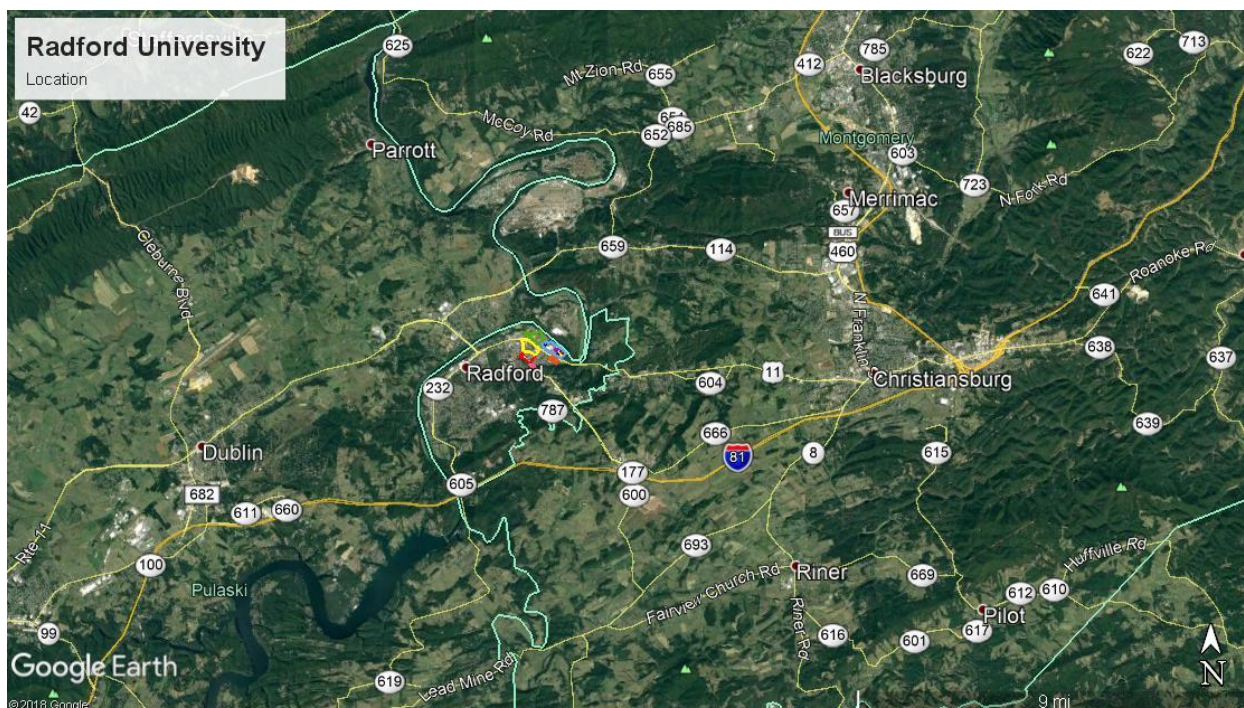 Radford University
Location
625
412
785
Blacksburg
622
713
Mt Zion Rd
655
42
McCoy Rd
654
685
652
Montgomery
603
Parrott
723
N Fork Rd
Merrimac
657
BUS
460
Cleburne Blvd
659
114
Roanoke Rd
641
N Franklin
638
637
11
Radford
232
604
Christiansburg
787
639
666
8
615
Dublin
81
177
682
605
600
611
660
Rte 11
693
100
Huffville Rd
Pulaski
Riner
669
Fairview Church Rd
612
610
Pilot
99
Riner Rd
616
601
617
Google Earth
619
Lead Mine Rd
N
©2018 Google
9 mi